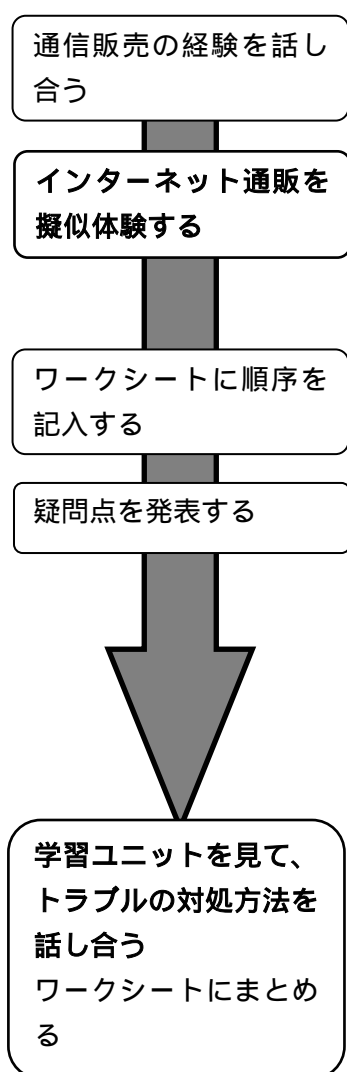 通信販売の経験を話し
合う
インターネット通販を
擬似体験する
ワークシートに順序を
記入する
疑問点を発表する
学習ユニットを見て、
トラブルの対処方法を
話し合う
ワークシートにまとめ
る